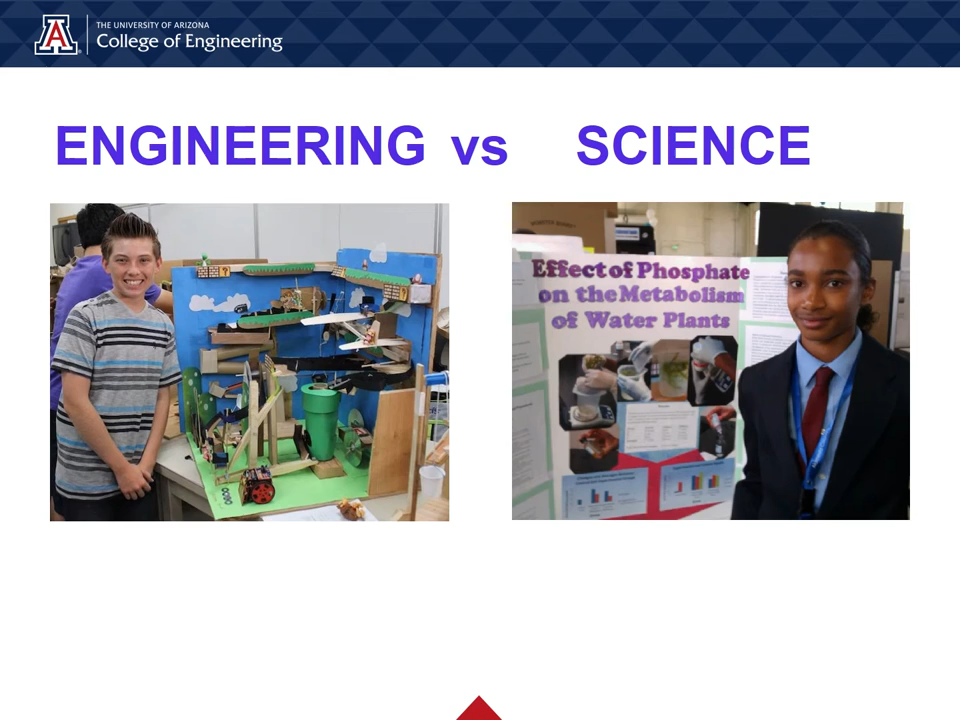 THE UNIVERSITY OF ARIZONA
College of Engineering
ENGINEERING vs SCIENCE
Effect of Phosphate
on the Metabolism
of Water Plants